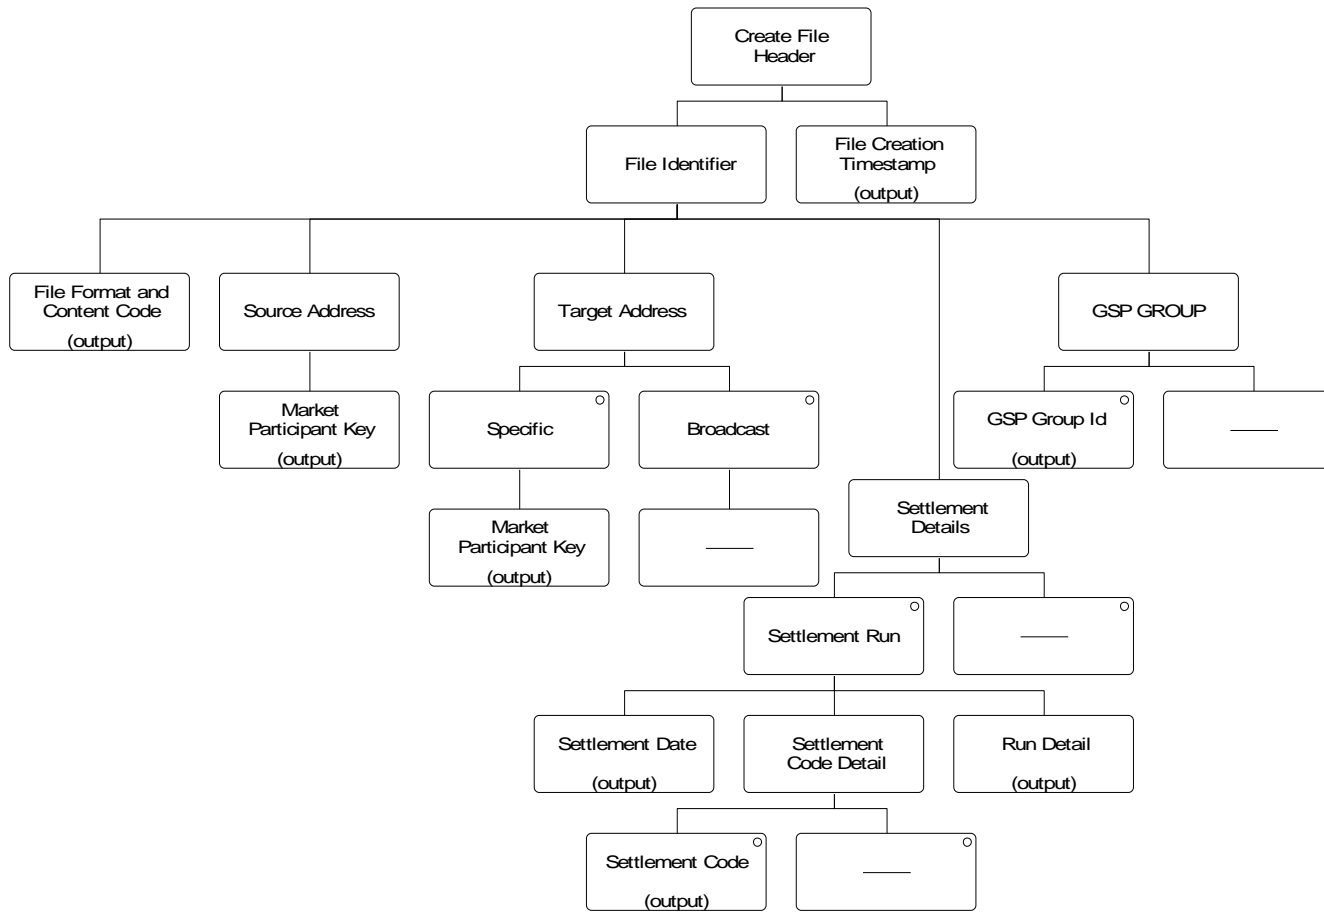 Create File
Header
File Identifier
File Creation
Timestamp
(output)
File Format and
Content Code
(output)
Source Address
Target Address
GSP GROUP
Market
Participant Key
(output)
Specific
Broadcast
GSP Group Id
(output)
Market
Participant Key
(output)
Settlement
Details
Settlement Run
Settlement Date
(output)
Settlement
Code Detail
Run Detail
(output)
Settlement Code
(output)